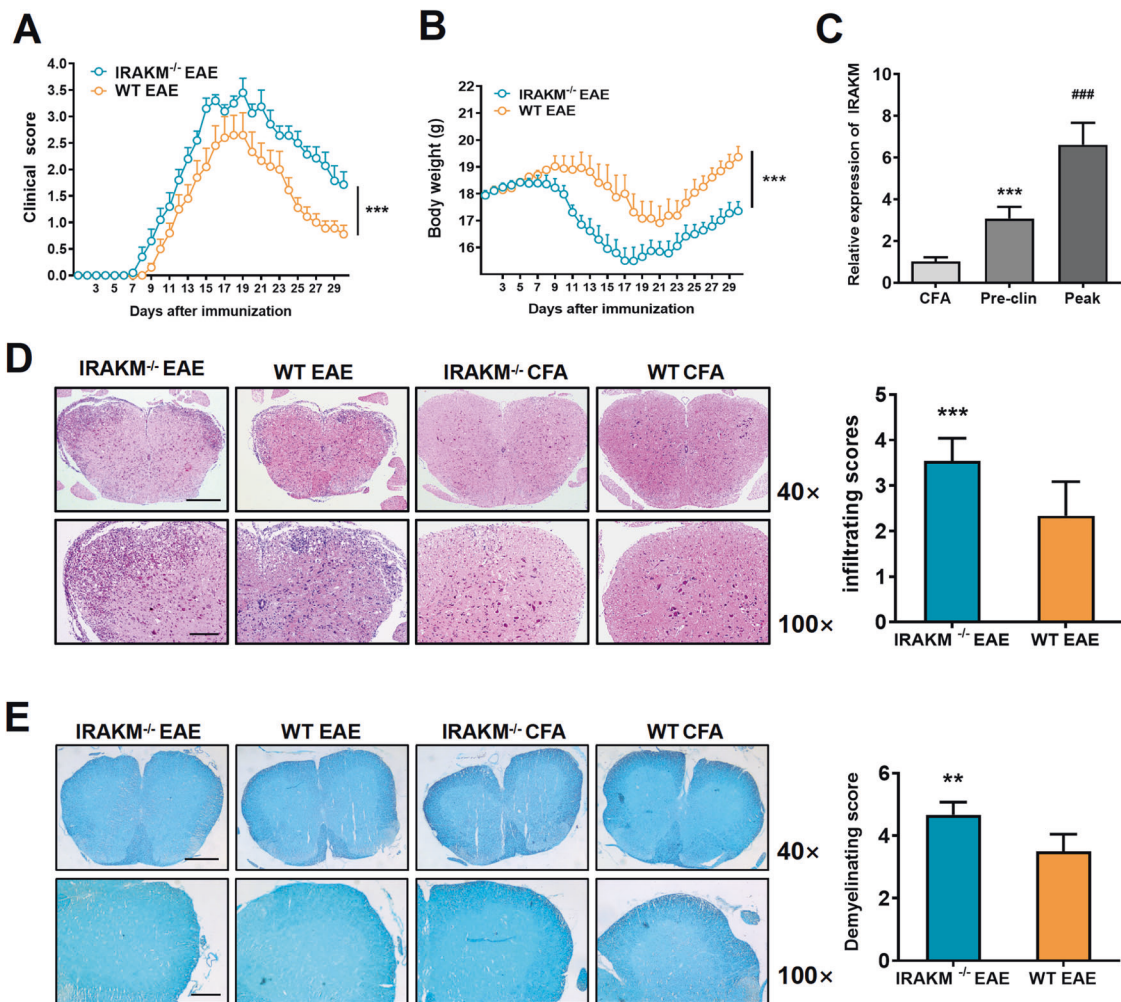 A
Clinical score
4.0
3.5
3.0
2.5
2.0
1.5
1.0
0.5
0.0
IRAKM-/- EAE
WT EAE
***
3 5 7 9 11 13 15 17 19 21 23 25 27 29
Days after immunization
B
Body weight (g)
22
21
20
19
18
17
16
IRAKM-/- EAE
WT EAE
***
3 5 7 9 11 13 15 17 19 21 23 25 27 29
Days after immunization
C
Relative expression of IRAKM
10
8
6
4
2
0
***
###
CFA Pre-clin Peak
D
IRAKM-/- EAE WT EAE IRAKM-/- CFA WT CFA
40×
100×
infiltrating scores
5
4
3
2
1
0
***
IRAKM -/- EAE WT EAE
E
IRAKM-/- EAE WT EAE IRAKM-/- CFA WT CFA
40×
100×
Demyelinating score
6
4
2
0
**
IRAKM-/- EAE WT EAE